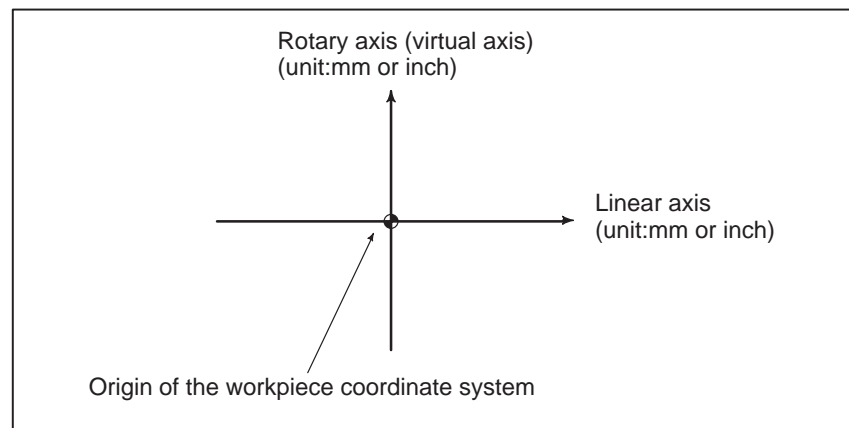 Rotary axis (virtual axis)
(unit:mm or inch)
Linear axis
(unit:mm or inch)
Origin of the workpiece coordinate system